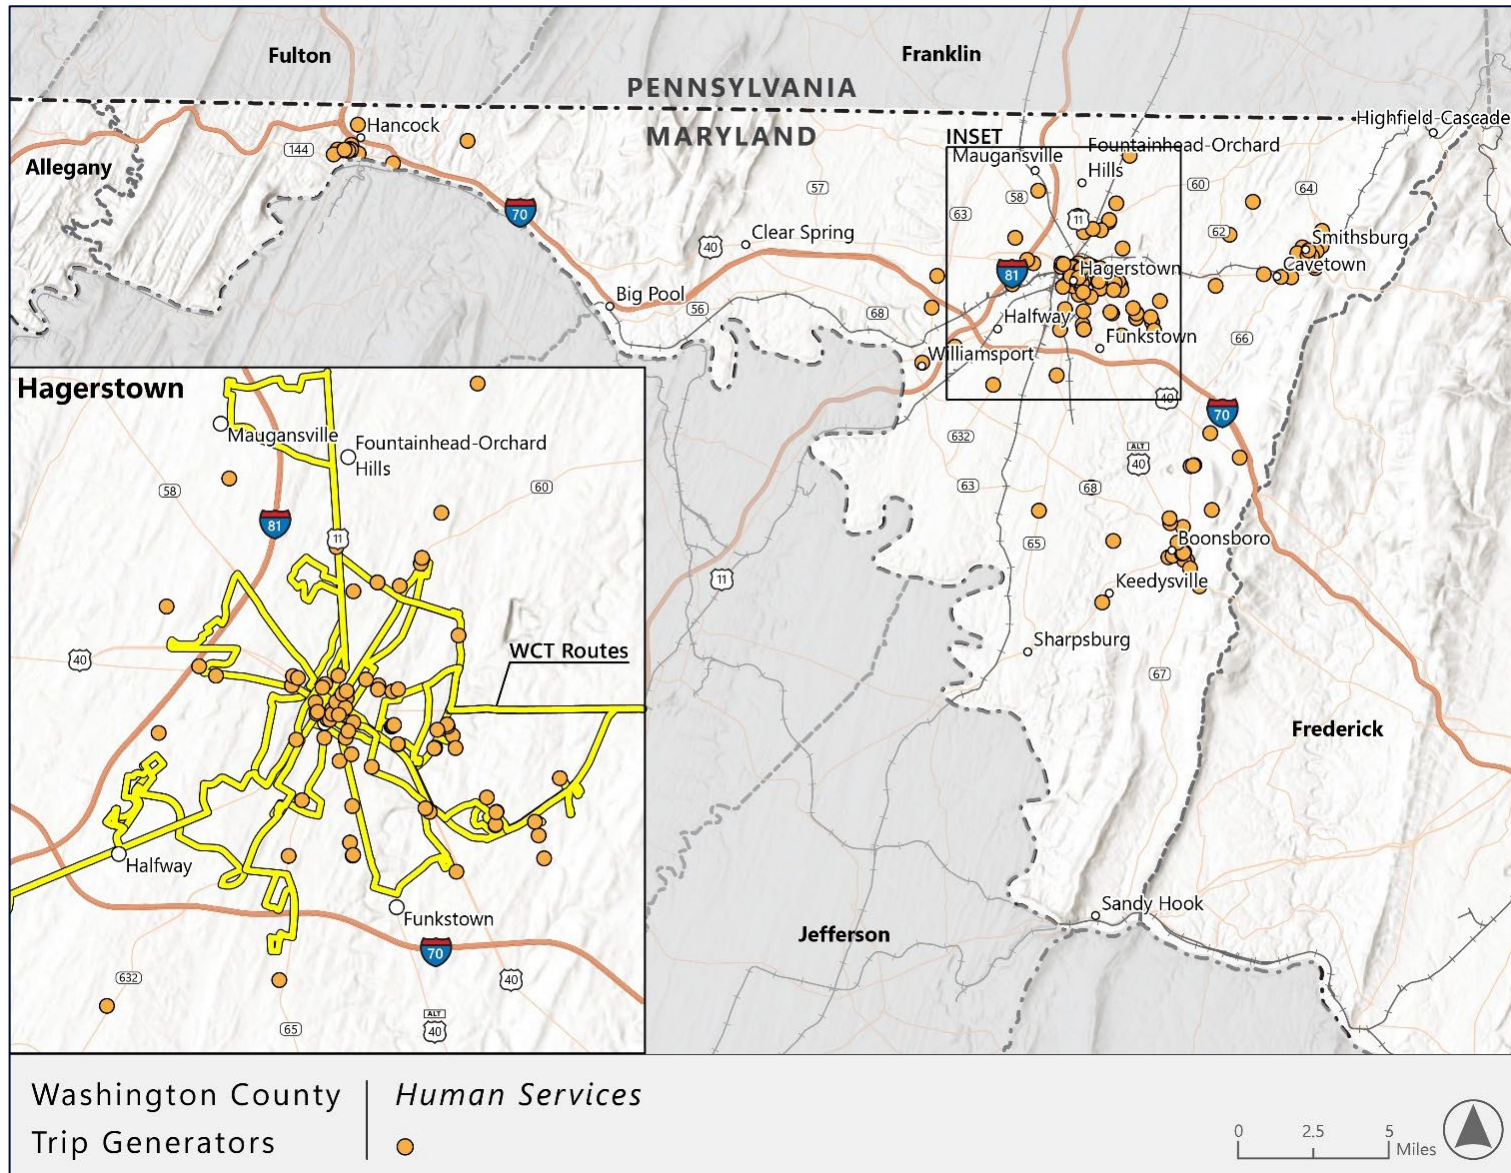 Fulton
Franklin
PENNSYLVANIA
MARYLAND
Highfield-Cascade
Hancock
144
Allegany
INSET
Maugansville
Fountainhead-Orchard
Hills
57
58
60
64
63
11
62
Smithsburg
Cavetown
70
40
Clear Spring
81
Hagerstown
Big Pool
56
68
Halfway
Funkstown
66
Williamsport
40
70
632
ALT
40
63
68
65
Boonsboro
Keedysville
11
Sharpsburg
67
Frederick
Jefferson
Sandy Hook
Hagerstown
Maugansville
Fountainhead-Orchard
Hills
58
60
81
11
40
WCT Routes
Halfway
Funkstown
70
632
40
65
ALT
40
Washington County
Trip Generators
Human Services
0 2.5 5
Miles